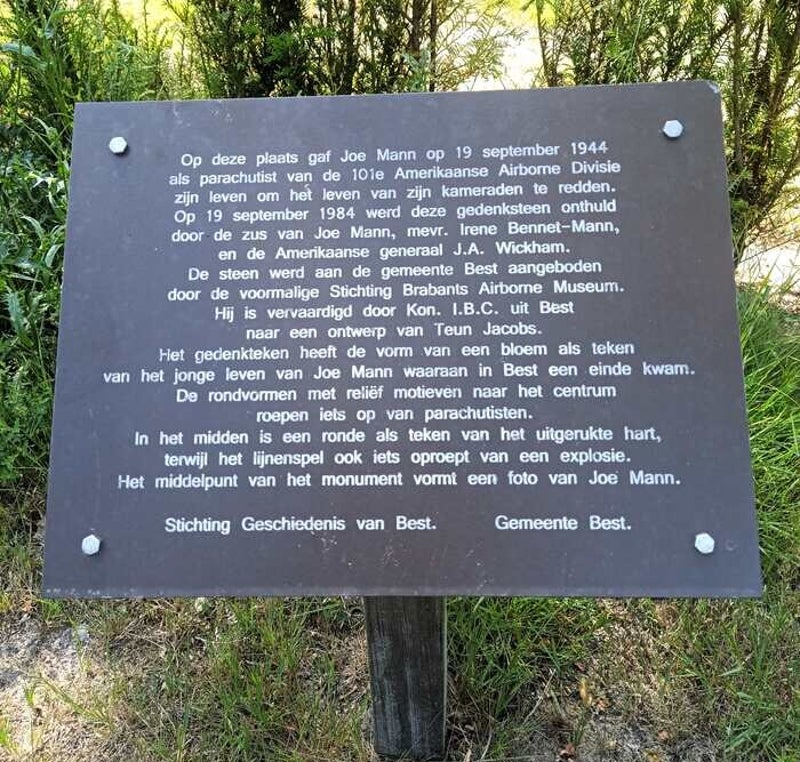 Op deze plaats gaf Joe Mann op 19 september 1944
als parachutist van de 101e Amerikaanse Airborne Divisie
zijn leven om het leven van zijn kameraden te redden.
Op 19 september 1984 werd deze gedenksteen onthuld
door de zus van Joe Mann, mevr. Irene Bennet-Mann,
en de Amerikaanse generaal J.A. Wickham.
De steen werd aan de gemeente Best aangeboden
door de voormalige Stichting Brabants Airborne Museum.
Hij is vervaardigd door Kon. I.B.C. uit Best
naar een ontwerp van Teun Jacobs.
Het gedenkteken heeft de vorm van een bloem als teken
van het jonge leven van Joe Mann waaraan in Best een einde kwam.
De rondvormen met reliëf motieven naar het centrum
roepen iets op van parachutisten.
In het midden is een ronde als teken van het uitgerukte hart,
terwijl het lijnenspel ook iets oproept van een explosie.
Het middelpunt van het monument vormt een foto van Joe Mann.
Stichting Geschiedenis van Best. Gemeente Best.